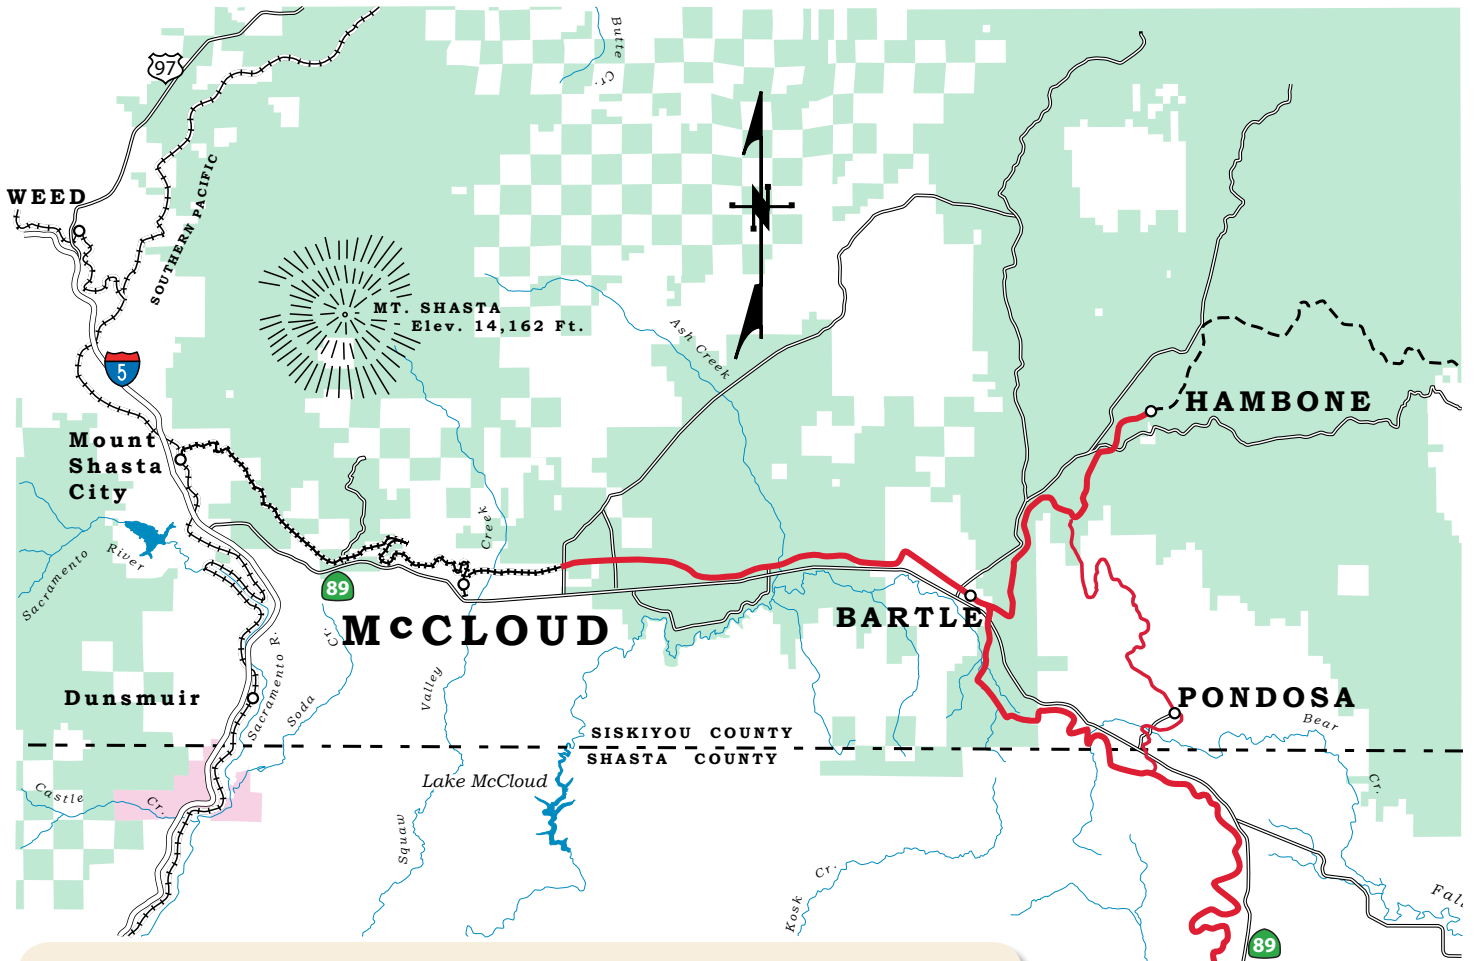 97
Butte
Cr.
WEED
SOUTHERN PACIFIC
N
MT. SHASTA
Elev. 14,162 Ft.
Ash Creek
5
HAMBONE
Mount
Shasta
City
Creek
Sacramento
River
89
McCLOUD
Cr.
BARTLE
Dunsmuir
Sacramento R.
Soda
Valley
PONDOSA
Bear
Cr.
SISKIYOU COUNTY
SHASTA COUNTY
Lake McCloud
Castle
Cr.
Squaw
Kosk
Cr.
89